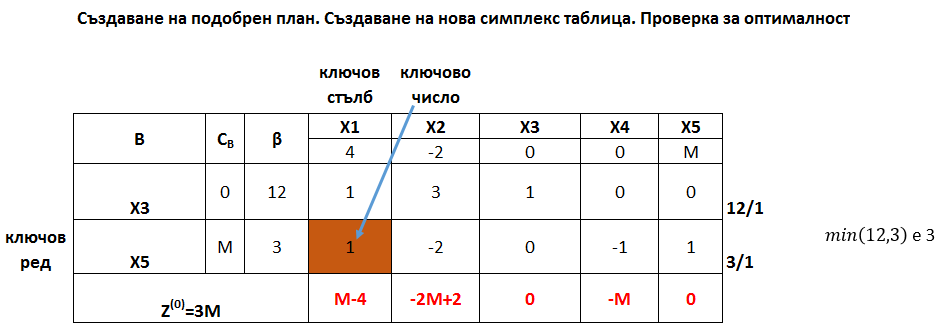 Създаване на подобрен план. Създаване на нова симплекс таблица. Проверка за оптималност
ключов стълб
ключово число
B C_B β X1 X2 X3 X4 X5
4 -2 0 0 M
X3 0 12 1 3 1 0 0 12/1
ключов ред X5 M 3 1 -2 0 -1 1 3/1
min(12,3) е 3
Z^(0)=3M M-4 -2M+2 0 -M 0